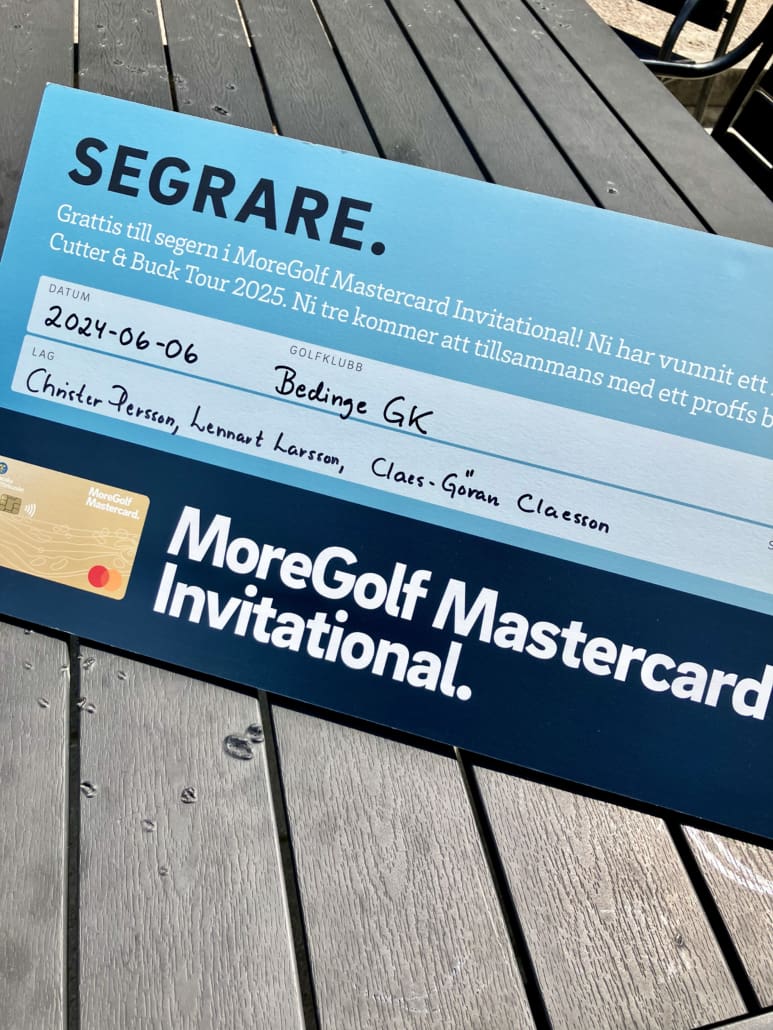 SEGRARE.
Grattis till segern i MoreGolf Mastercard Invitational! Ni har vunnit ett
Cutter & Buck Tour 2025. Ni tre kommer att tillsammans med ett proffs
DATUM
2024-06-06
GOLFKLUBB
Bedinge GK
LAG
Christer Persson, Lennart Larsson, Claes-Göran Claesson
MoreGolf
Mastercard.
MoreGolf Mastercard
Invitational.